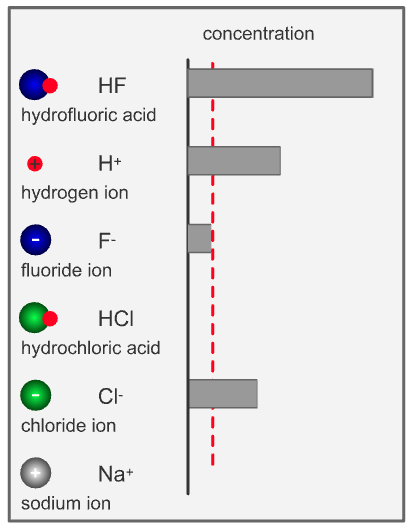 concentration
HF
hydrofluoric acid
+ H⁺
hydrogen ion
- F⁻
fluoride ion
HCl
hydrochloric acid
- Cl⁻
chloride ion
+ Na⁺
sodium ion